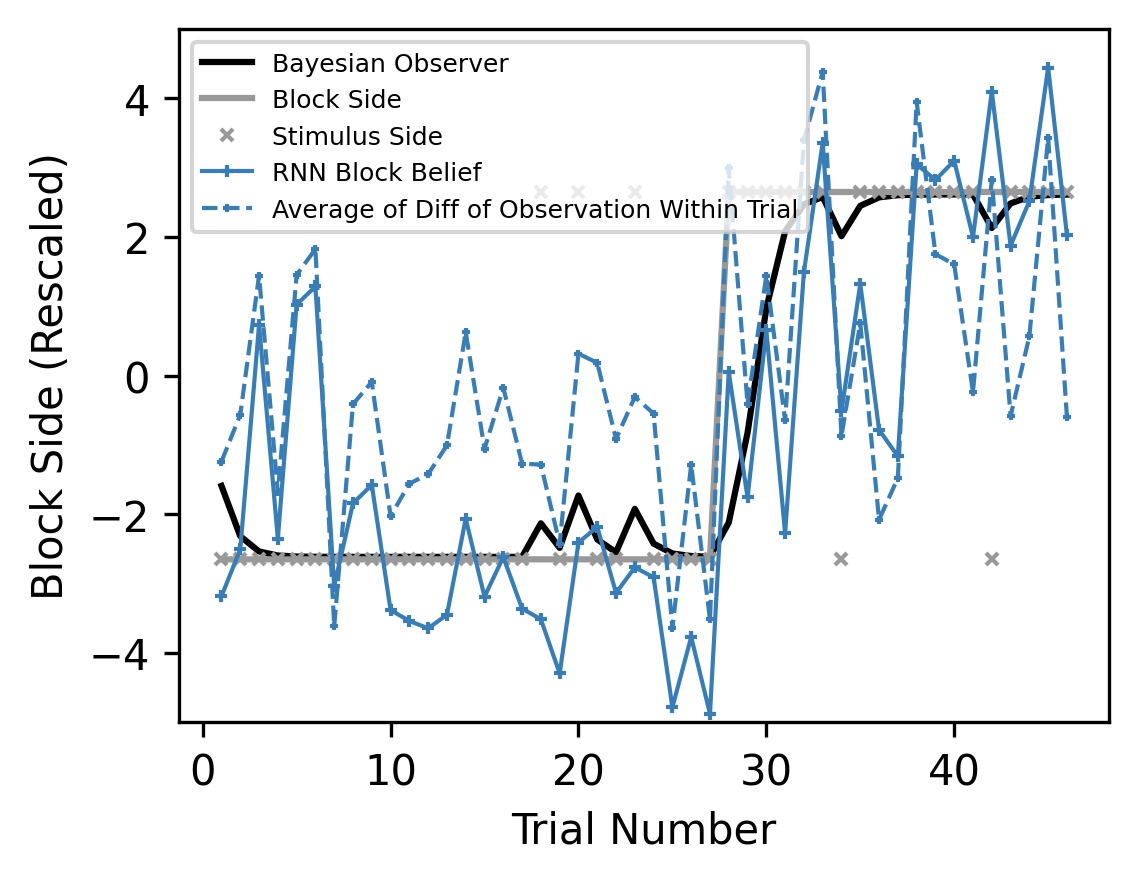 Bayesian Observer
Block Side
Stimulus Side
RNN Block Belief
Average of Diff of Observation Within Trial
Block Side (Rescaled)
4
2
0
−2
−4
0 10 20 30 40
Trial Number